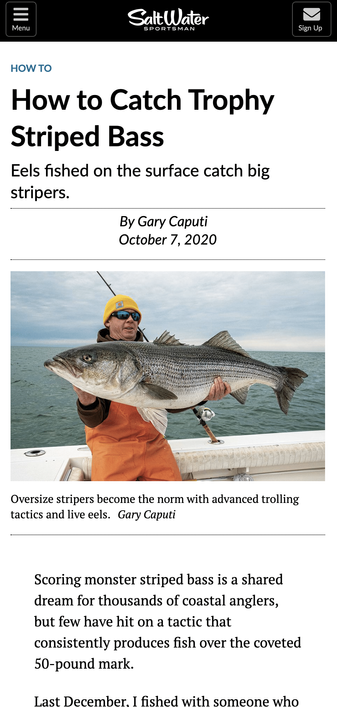 Menu
Salt Water
SPORTSMAN
Sign Up
HOW TO
How to Catch Trophy
Striped Bass
Eels fished on the surface catch big
stripers.
By Gary Caputi
October 7, 2020
Oversize stripers become the norm with advanced trolling
tactics and live eels. Gary Caputi
Scoring monster striped bass is a shared
dream for thousands of coastal anglers,
but few have hit on a tactic that
consistently produces fish over the coveted
50-pound mark.
Last December, I fished with someone who